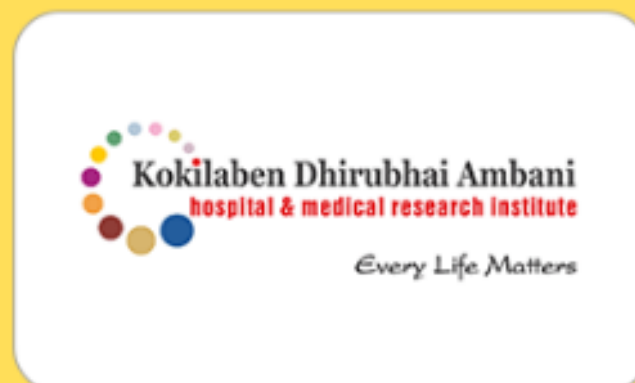 Kokilaben Dhirubhai Ambani
hospital & medical research institute
Every Life Matters